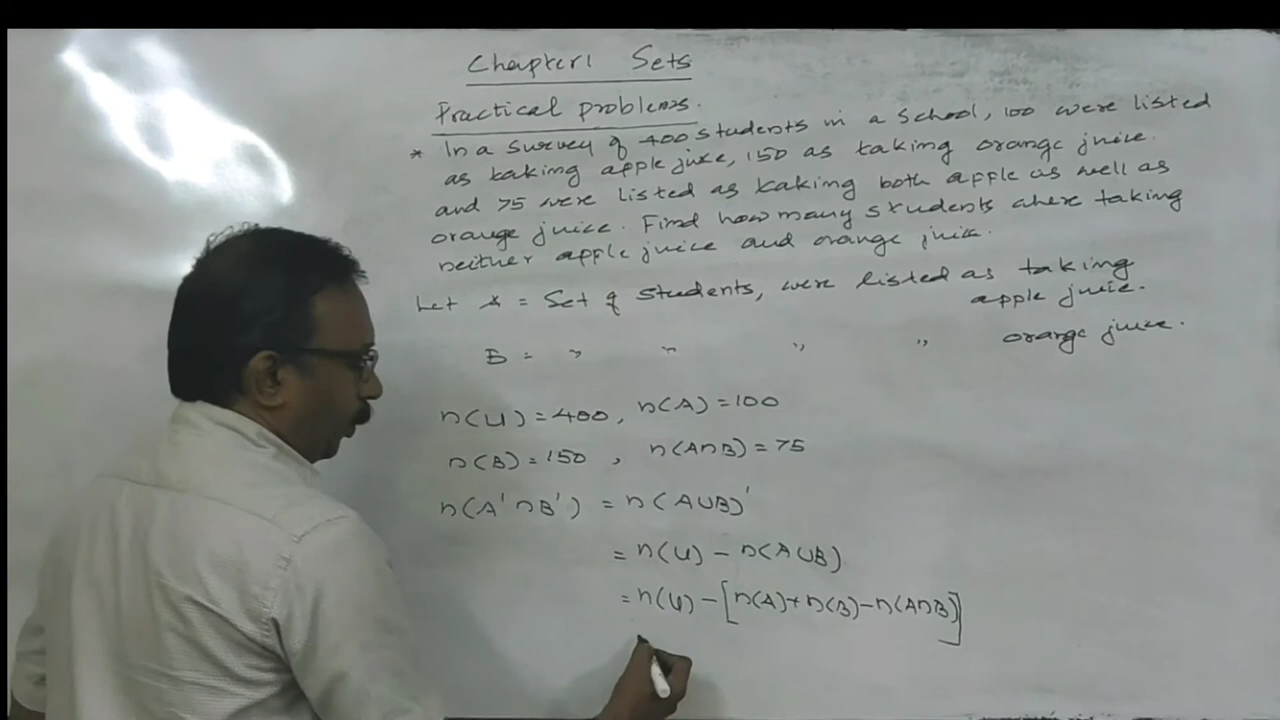 Chapter1 Sets
Practical problems.
* In a survey of 400 students in a school, 100 were listed
as taking apple juice, 150 as taking orange juice.
and 75 were listed as taking both apple as well as
orange juice. Find how many students where taking
neither apple juice and orange juice.
Let A = Set of students, were listed as taking
apple juice.
B = " " " " orange juice.
n(U) = 400, n(A) = 100
n(B) = 150 , n(A∩B) = 75
n(A'∩B') = n(A∪B)'
= n(U) - n(A∪B)
= n(U) - [n(A)+n(B)-n(A∩B)]